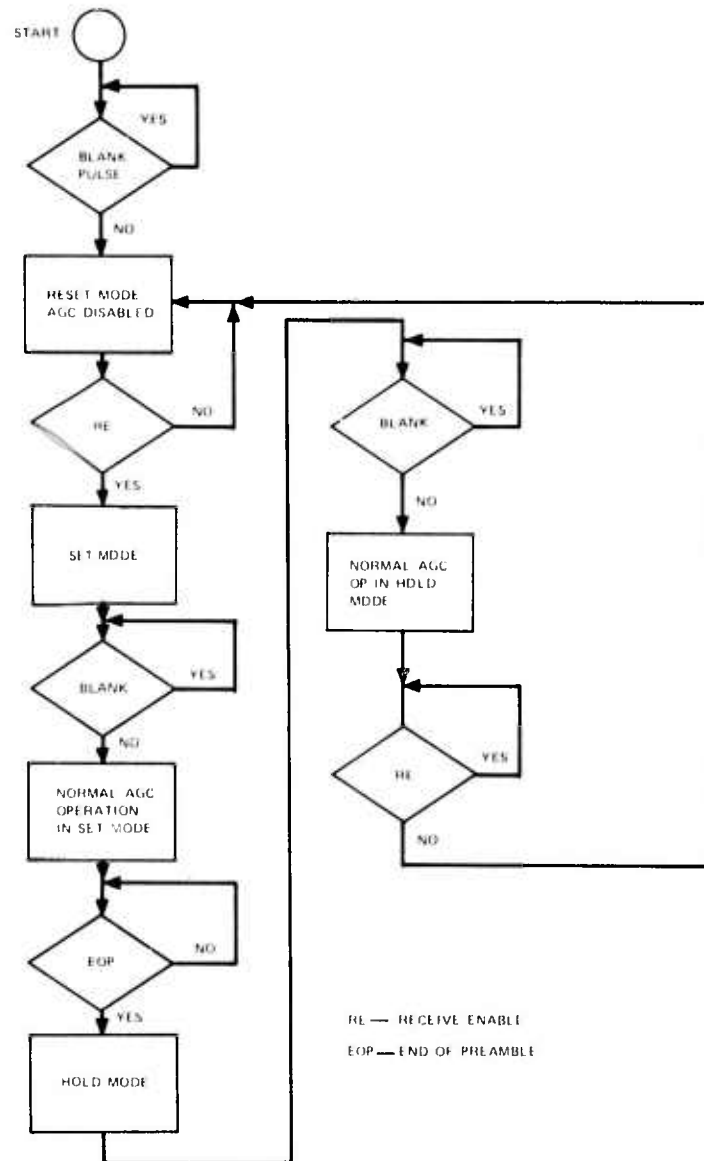 START
YES
BLANK
PULSE
NO
RESET MODE
AGC DISABLED
RE
NO
YES
SET MODE
BLANK
YES
NO
NORMAL AGC
OPERATION
IN SET MODE
EOP
NO
YES
HOLD MODE
BLANK
YES
NO
NORMAL AGC
OP IN HOLD
MODE
RE
YES
NO
RE — RECEIVE ENABLE
EOP — END OF PREAMBLE